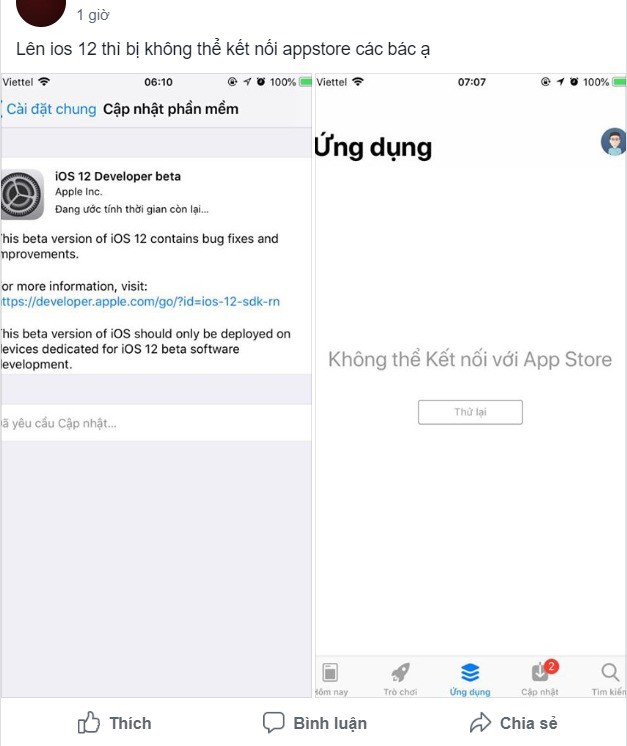 1 giờ
Lên ios 12 thì bị không thể kết nối appstore các bác ạ
Viettel 06:10 100%
Cài đặt chung Cập nhật phần mềm
iOS 12 Developer beta
Apple Inc.
Đang ước tính thời gian còn lại...
his beta version of iOS 12 contains bug fixes and
mprovements.
or more information, visit:
ttps://developer.apple.com/go/?id=ios-12-sdk-rn
his beta version of iOS should only be deployed on
evices dedicated for iOS 12 beta software
evelopment.
ã yêu cầu Cập nhật...
Viettel 07:07 100%
Ứng dụng
Không thể Kết nối với App Store
Thử lại
2
Hôm nay Trò chơi Ứng dụng Cập nhật Tìm kiếm
Thích Bình luận Chia sẻ